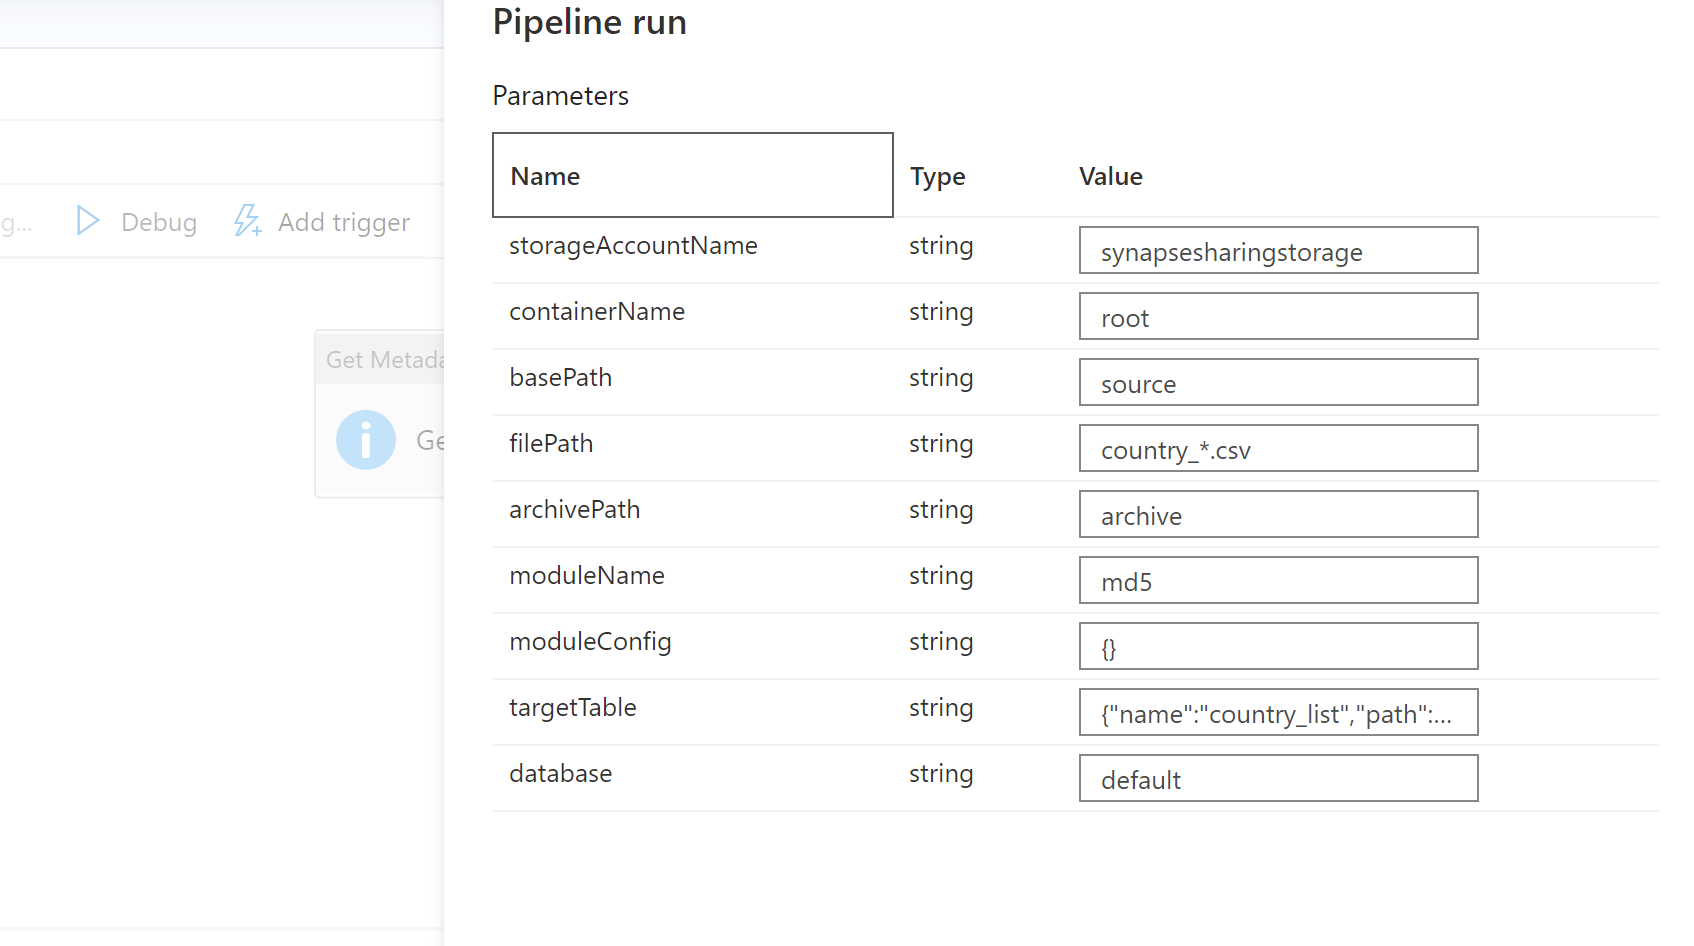 Pipeline run
Parameters
Name Type Value
g... Debug Add trigger
storageAccountName string synapsesharingstorage
containerName string root
basePath string source
Get Metada
filePath string country_*.csv
Ge
archivePath string archive
moduleName string md5
moduleConfig string {}
targetTable string {"name":"country_list","path":...
database string default